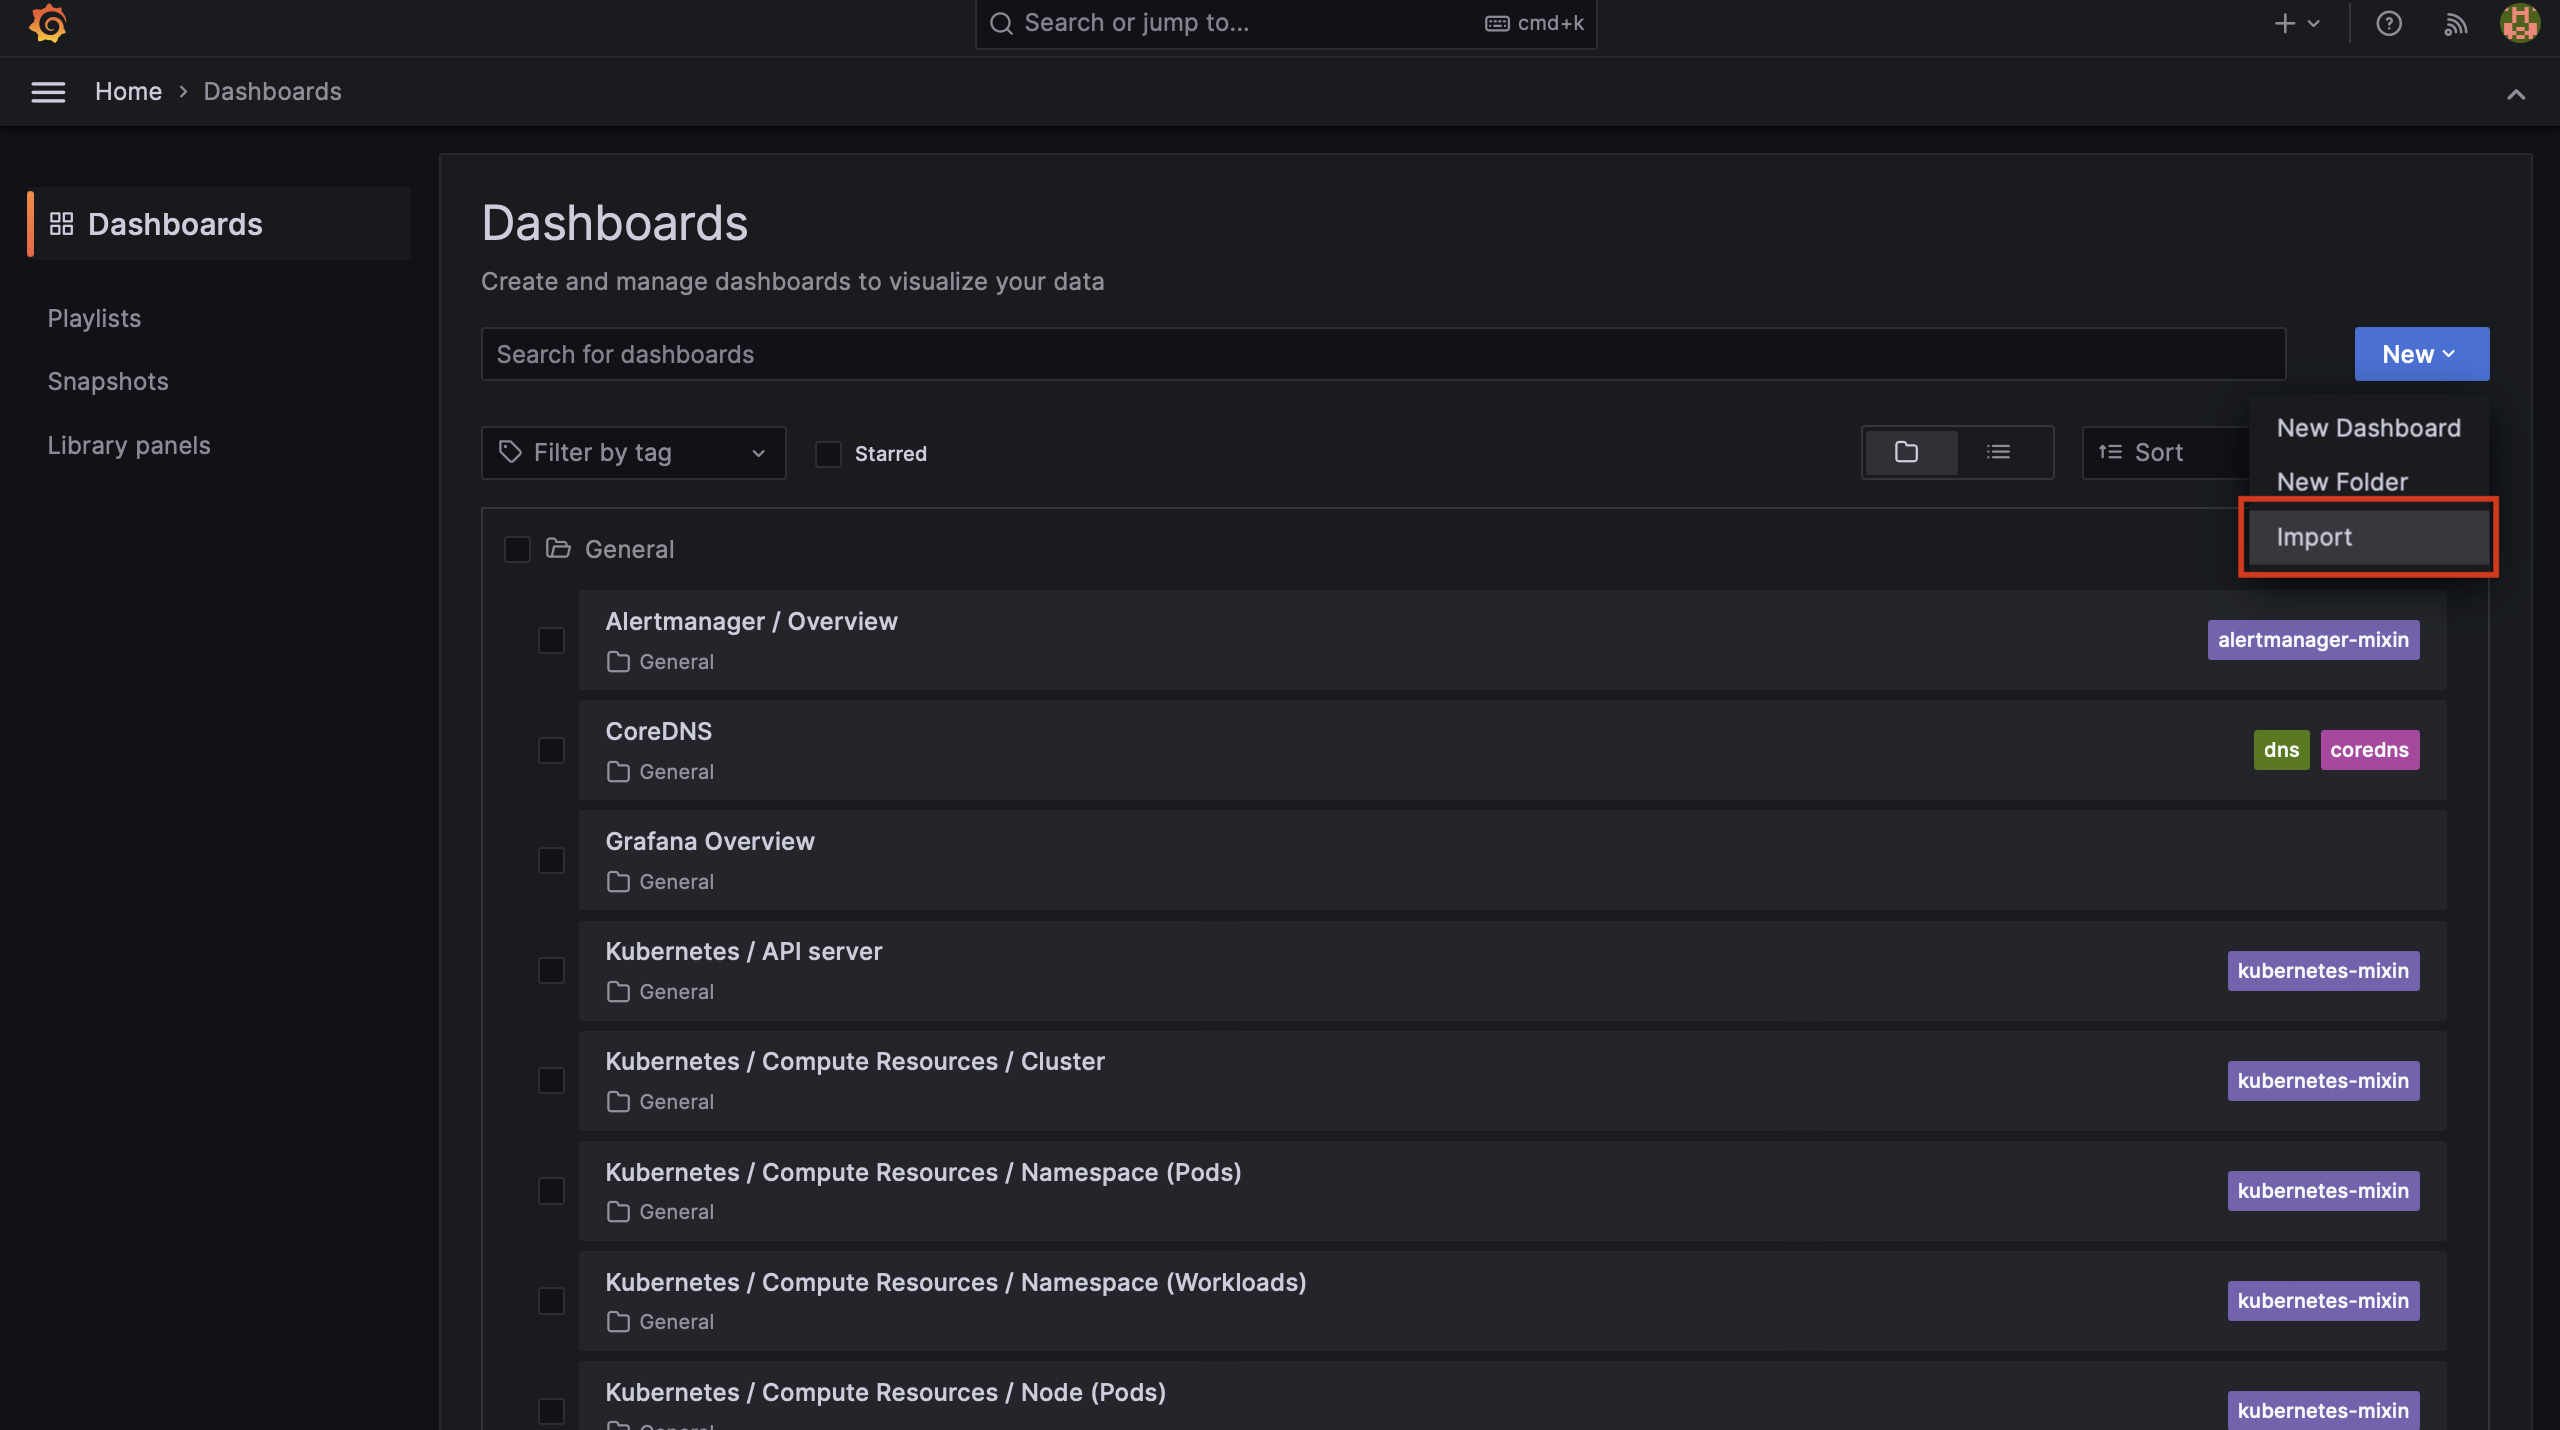 Search or jump to...
cmd+k
Home
Dashboards
Dashboards
Playlists
Snapshots
Library panels
Dashboards
Create and manage dashboards to visualize your data
Search for dashboards
New
New Dashboard
New Folder
Import
Filter by tag
Starred
Sort
General
Alertmanager / Overview
General
alertmanager-mixin
CoreDNS
General
dns
coredns
Grafana Overview
General
Kubernetes / API server
General
kubernetes-mixin
Kubernetes / Compute Resources / Cluster
General
kubernetes-mixin
Kubernetes / Compute Resources / Namespace (Pods)
General
kubernetes-mixin
Kubernetes / Compute Resources / Namespace (Workloads)
General
kubernetes-mixin
Kubernetes / Compute Resources / Node (Pods)
kubernetes-mixin